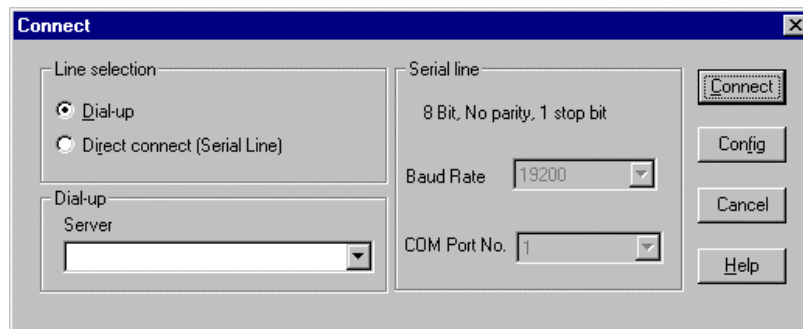 Connect
Line selection
Dial-up
Direct connect (Serial Line)
Dial-up
Server
Serial line
8 Bit, No parity, 1 stop bit
Baud Rate 19200
COM Port No. 1
Connect
Config
Cancel
Help